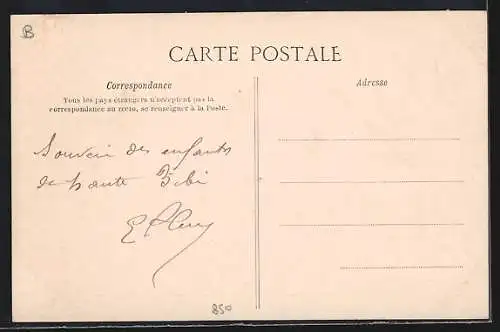 B
CARTE POSTALE
Correspondance
Tous les pays étrangers n'acceptent pas la
correspondance au recto, se renseigner à la Poste.
Adresse
Souvenir des enfants
de haute
850